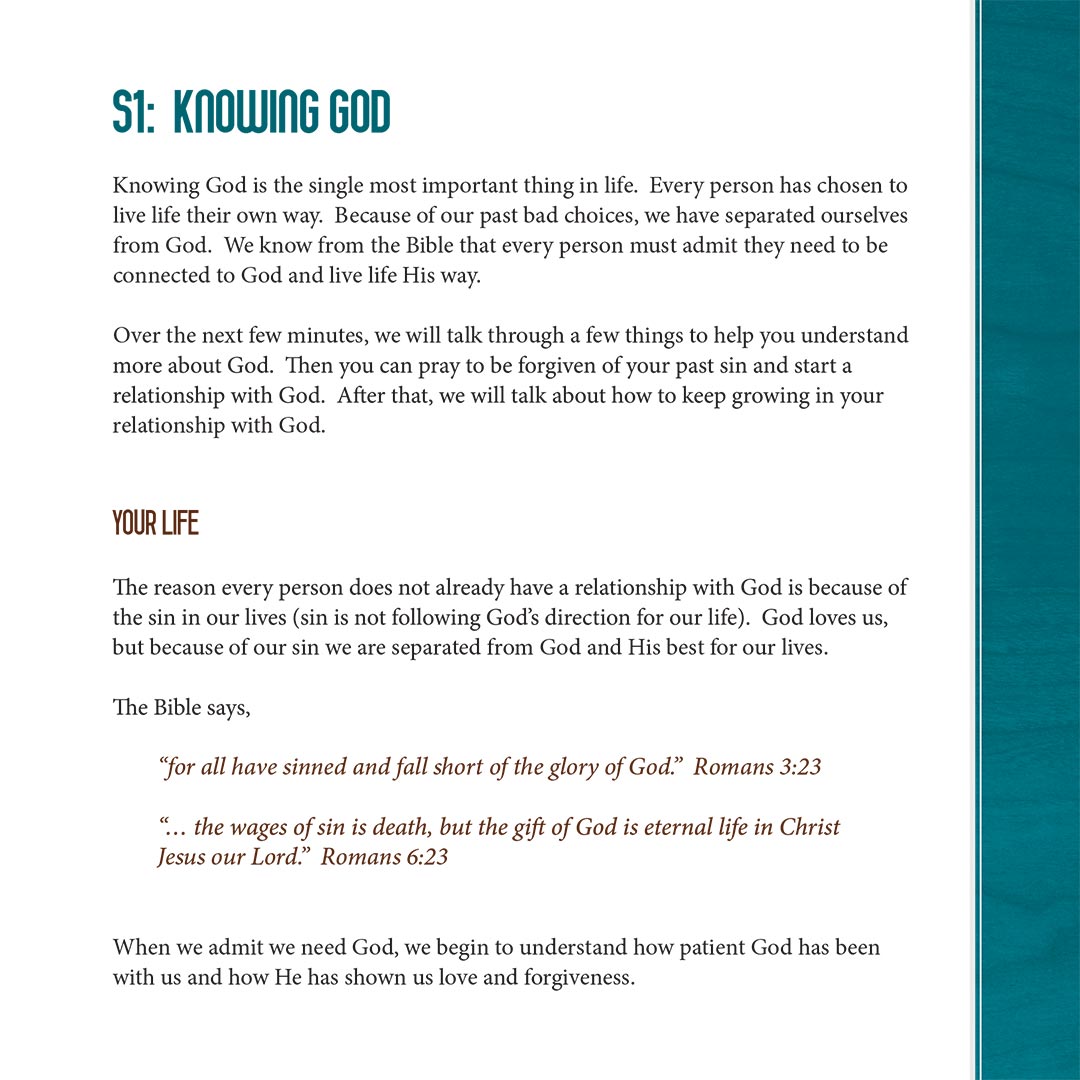 S1: KNOWING GOD
Knowing God is the single most important thing in life.  Every person has chosen to
live life their own way.  Because of our past bad choices, we have separated ourselves
from God.  We know from the Bible that every person must admit they need to be
connected to God and live life His way.
Over the next few minutes, we will talk through a few things to help you understand
more about God.  Then you can pray to be forgiven of your past sin and start a
relationship with God.  After that, we will talk about how to keep growing in your
relationship with God.
YOUR LIFE
The reason every person does not already have a relationship with God is because of
the sin in our lives (sin is not following God’s direction for our life).  God loves us,
but because of our sin we are separated from God and His best for our lives.
The Bible says,
“for all have sinned and fall short of the glory of God.”  Romans 3:23
“… the wages of sin is death, but the gift of God is eternal life in Christ
Jesus our Lord.”  Romans 6:23
When we admit we need God, we begin to understand how patient God has been
with us and how He has shown us love and forgiveness.